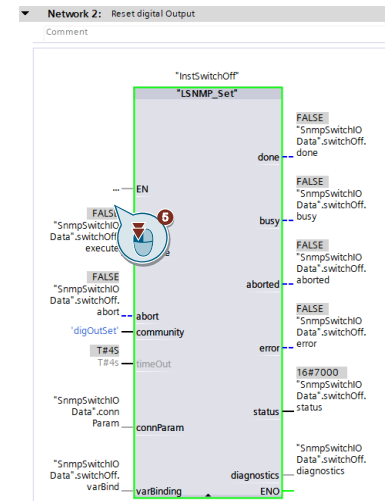 Network 2: Reset digital Output
Comment
"InstSwitchOff"
"LSNMP_Set"
... EN
FALSE
"SnmpSwitchIO
Data".switchOff.
execute
FALSE
"SnmpSwitchIO
Data".switchOff.
abort
abort
'digOutSet'
community
T#4S
T#4s
timeOut
"SnmpSwitchIO
Data".conn
Param
connParam
"SnmpSwitchIO
Data".switchOff.
varBind
varBinding
5
FALSE
"SnmpSwitchIO
Data".switchOff.
done
done
FALSE
"SnmpSwitchIO
Data".switchOff.
busy
busy
FALSE
"SnmpSwitchIO
Data".switchOff.
aborted
aborted
FALSE
"SnmpSwitchIO
Data".switchOff.
error
error
16#7000
"SnmpSwitchIO
Data".switchOff.
status
status
"SnmpSwitchIO
Data".switchOff.
diagnostics
diagnostics
ENO